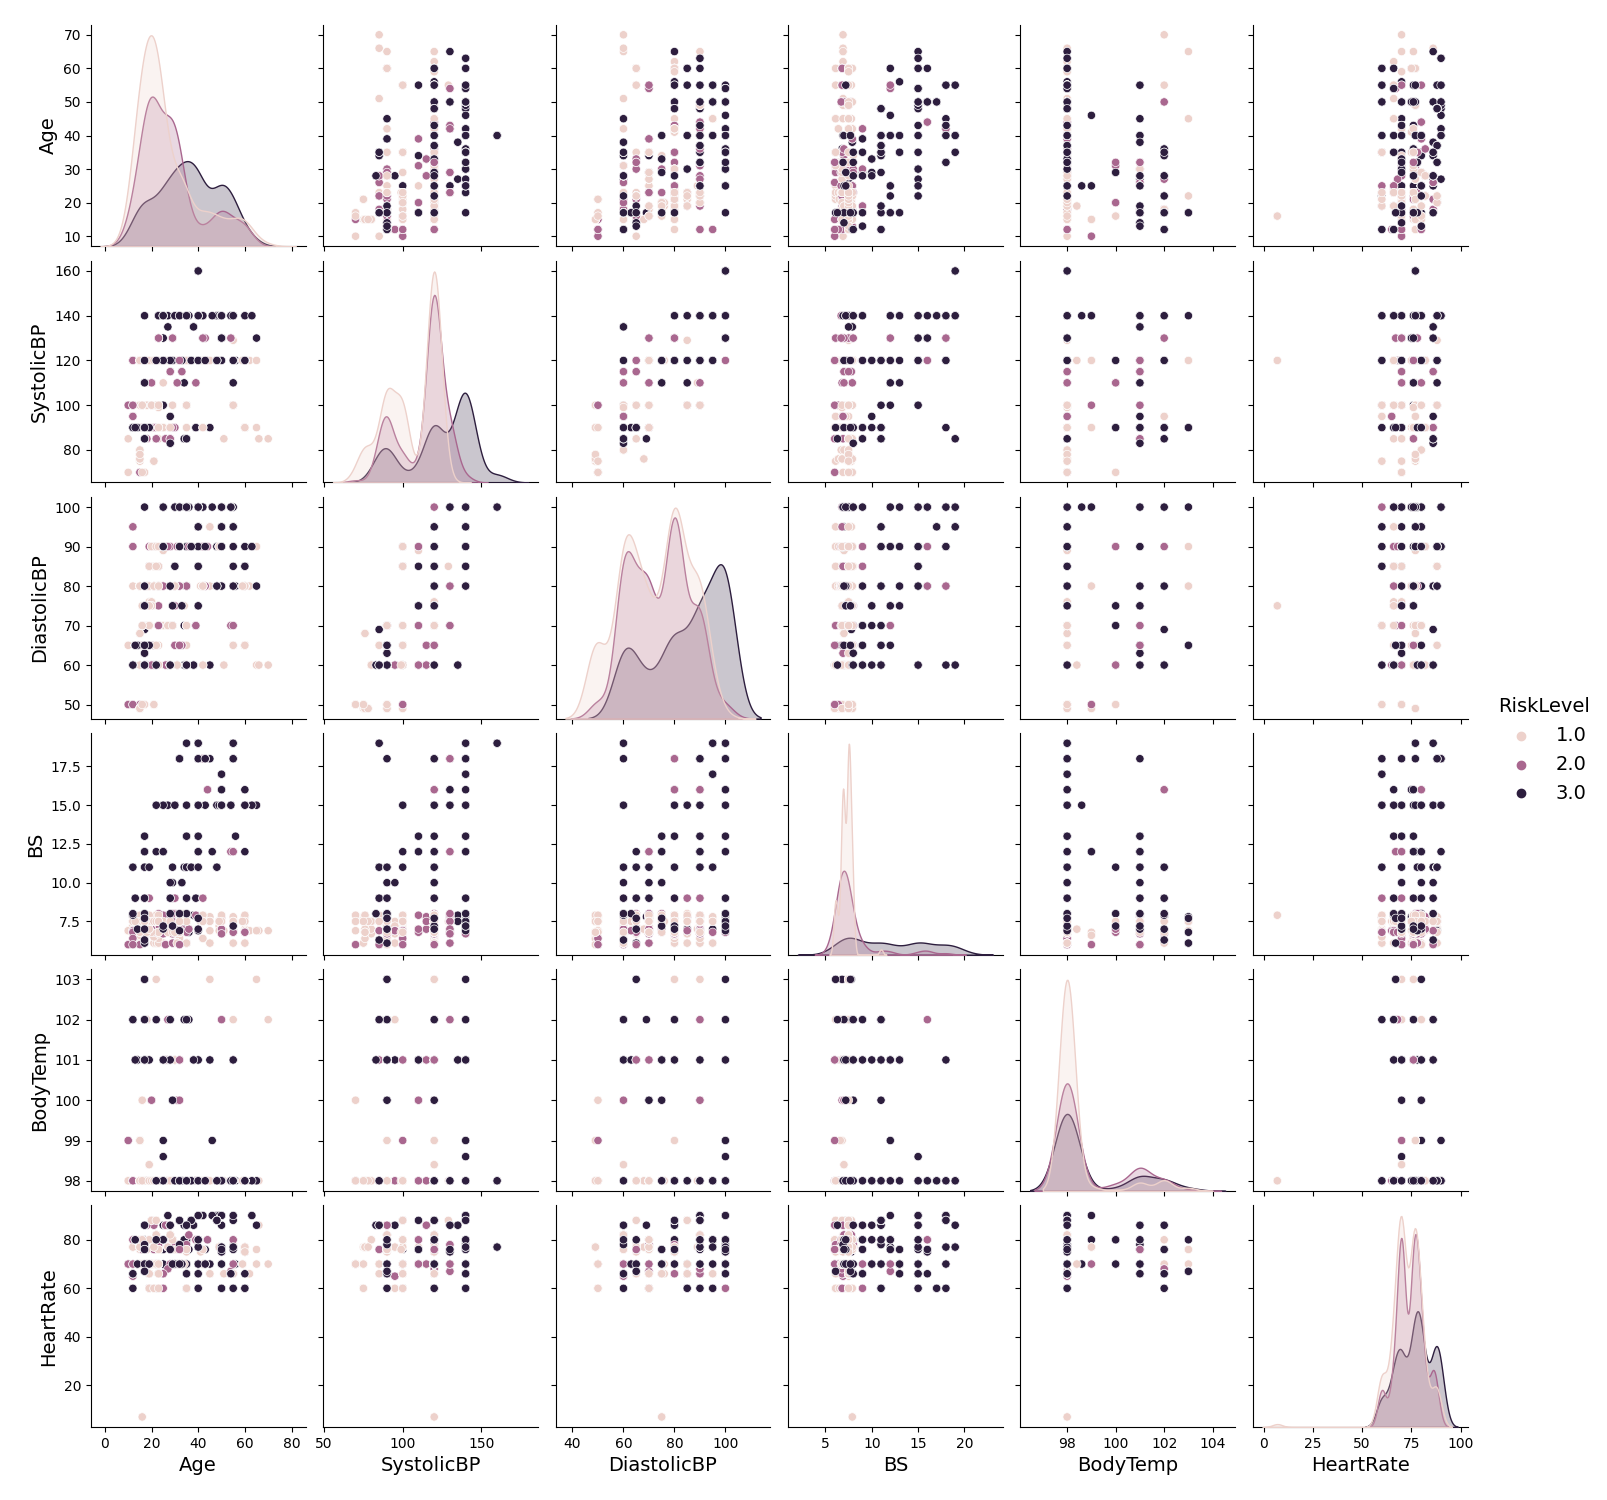 70
60
50
40
30
20
10
Age
160
140
120
100
80
SystolicBP
100
90
80
70
60
50
DiastolicBP
17.5
15.0
12.5
10.0
7.5
BS
103
102
101
100
99
98
BodyTemp
80
60
40
20
HeartRate
0 20 40 60 80
50 100 150
40 60 80 100
5 10 15 20
98 100 102 104
0 25 50 75 100
Age SystolicBP DiastolicBP BS BodyTemp HeartRate
RiskLevel
1.0
2.0
3.0